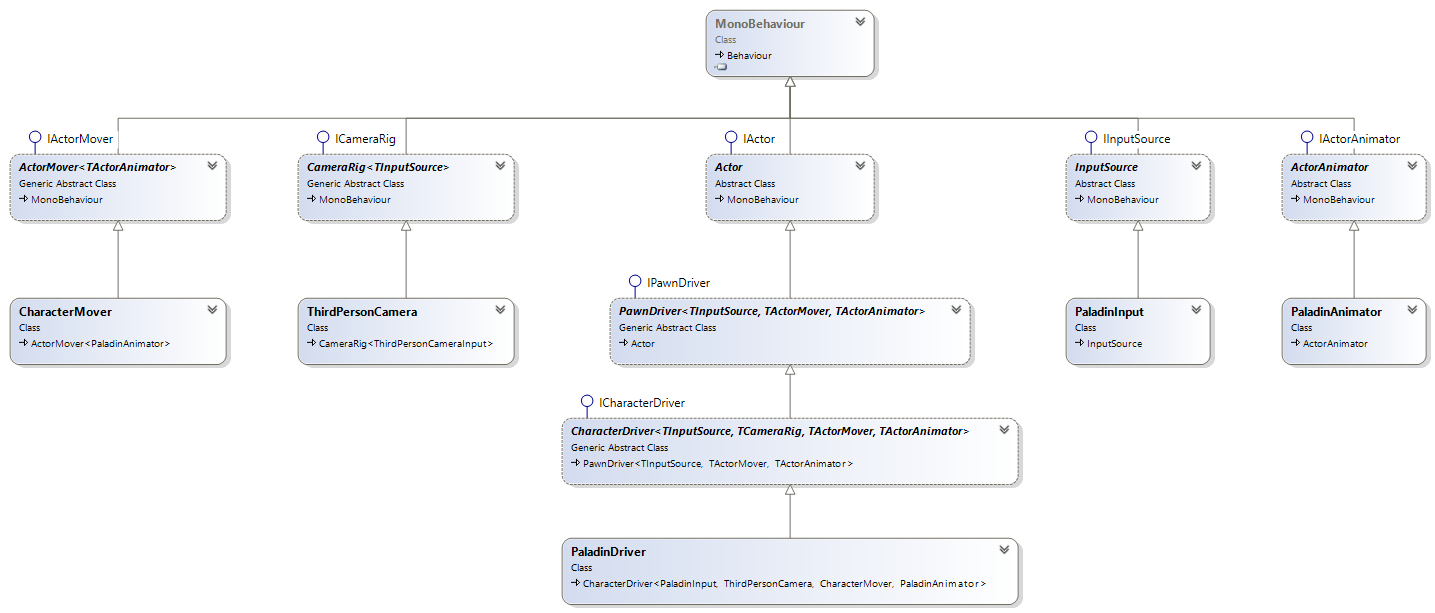 MonoBehaviour
Class
Behaviour
IActorMover
ICameraRig
IActor
IInputSource
IActorAnimator
ActorMover<TActorAnimator>
Generic Abstract Class
MonoBehaviour
CameraRig<TInputSource>
Generic Abstract Class
MonoBehaviour
Actor
Abstract Class
MonoBehaviour
InputSource
Abstract Class
MonoBehaviour
ActorAnimator
Abstract Class
MonoBehaviour
IPawnDriver
CharacterMover
Class
ActorMover<PaladinAnimator>
ThirdPersonCamera
Class
CameraRig<ThirdPersonCameraInput>
PawnDriver<TInputSource, TActorMover, TActorAnimator>
Generic Abstract Class
Actor
PaladinInput
Class
InputSource
PaladinAnimator
Class
ActorAnimator
ICharacterDriver
CharacterDriver<TInputSource, TCameraRig, TActorMover, TActorAnimator>
Generic Abstract Class
PawnDriver<TInputSource, TActorMover, TActorAnimator>
PaladinDriver
Class
CharacterDriver<PaladinInput, ThirdPersonCamera, CharacterMover, PaladinAnimator>